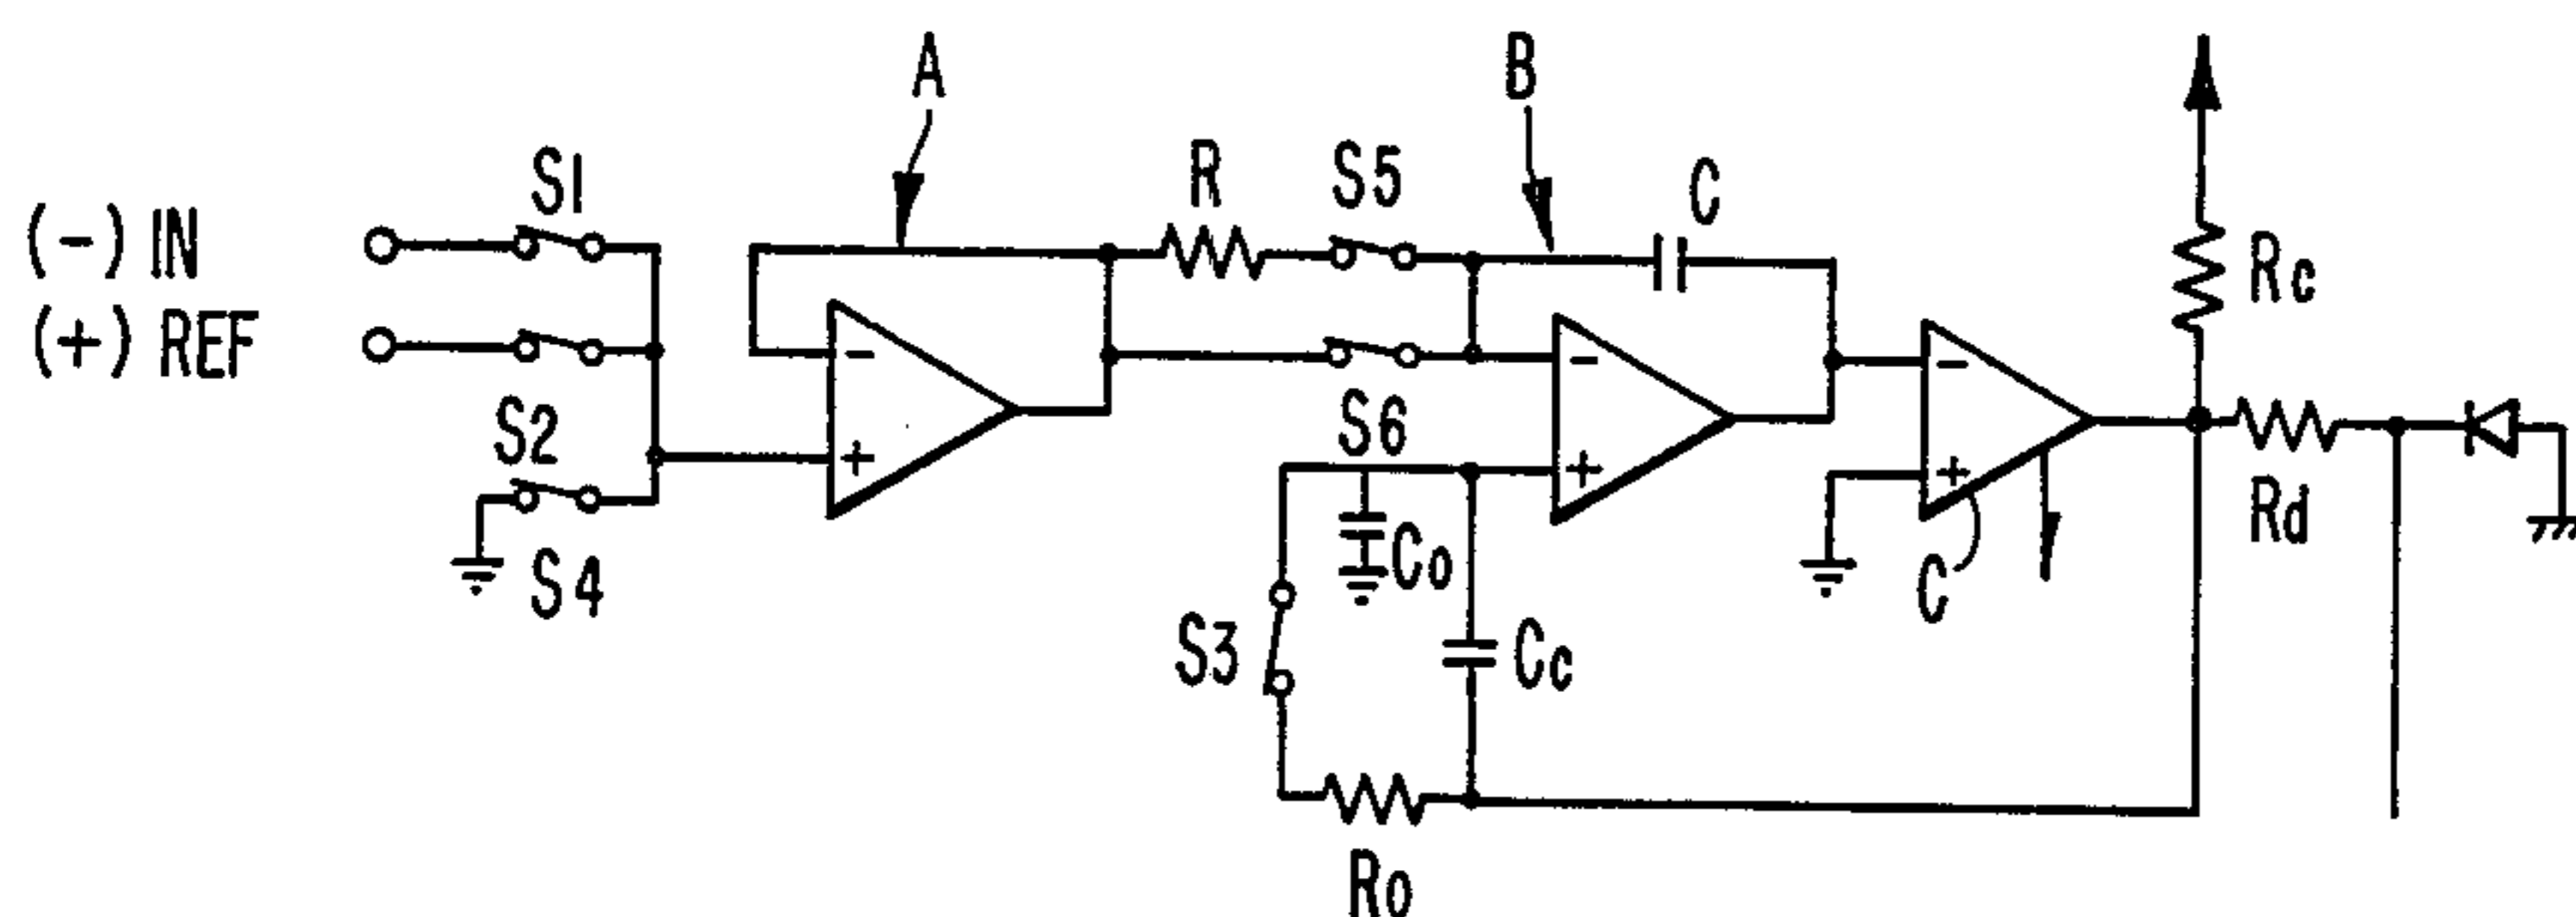 A
B
S1
R
S5
C
(-) IN
(+) REF
Rc
-
-
-
S2
S6
+
+
+
S4
Co
C
Rd
S3
Cc
Ro